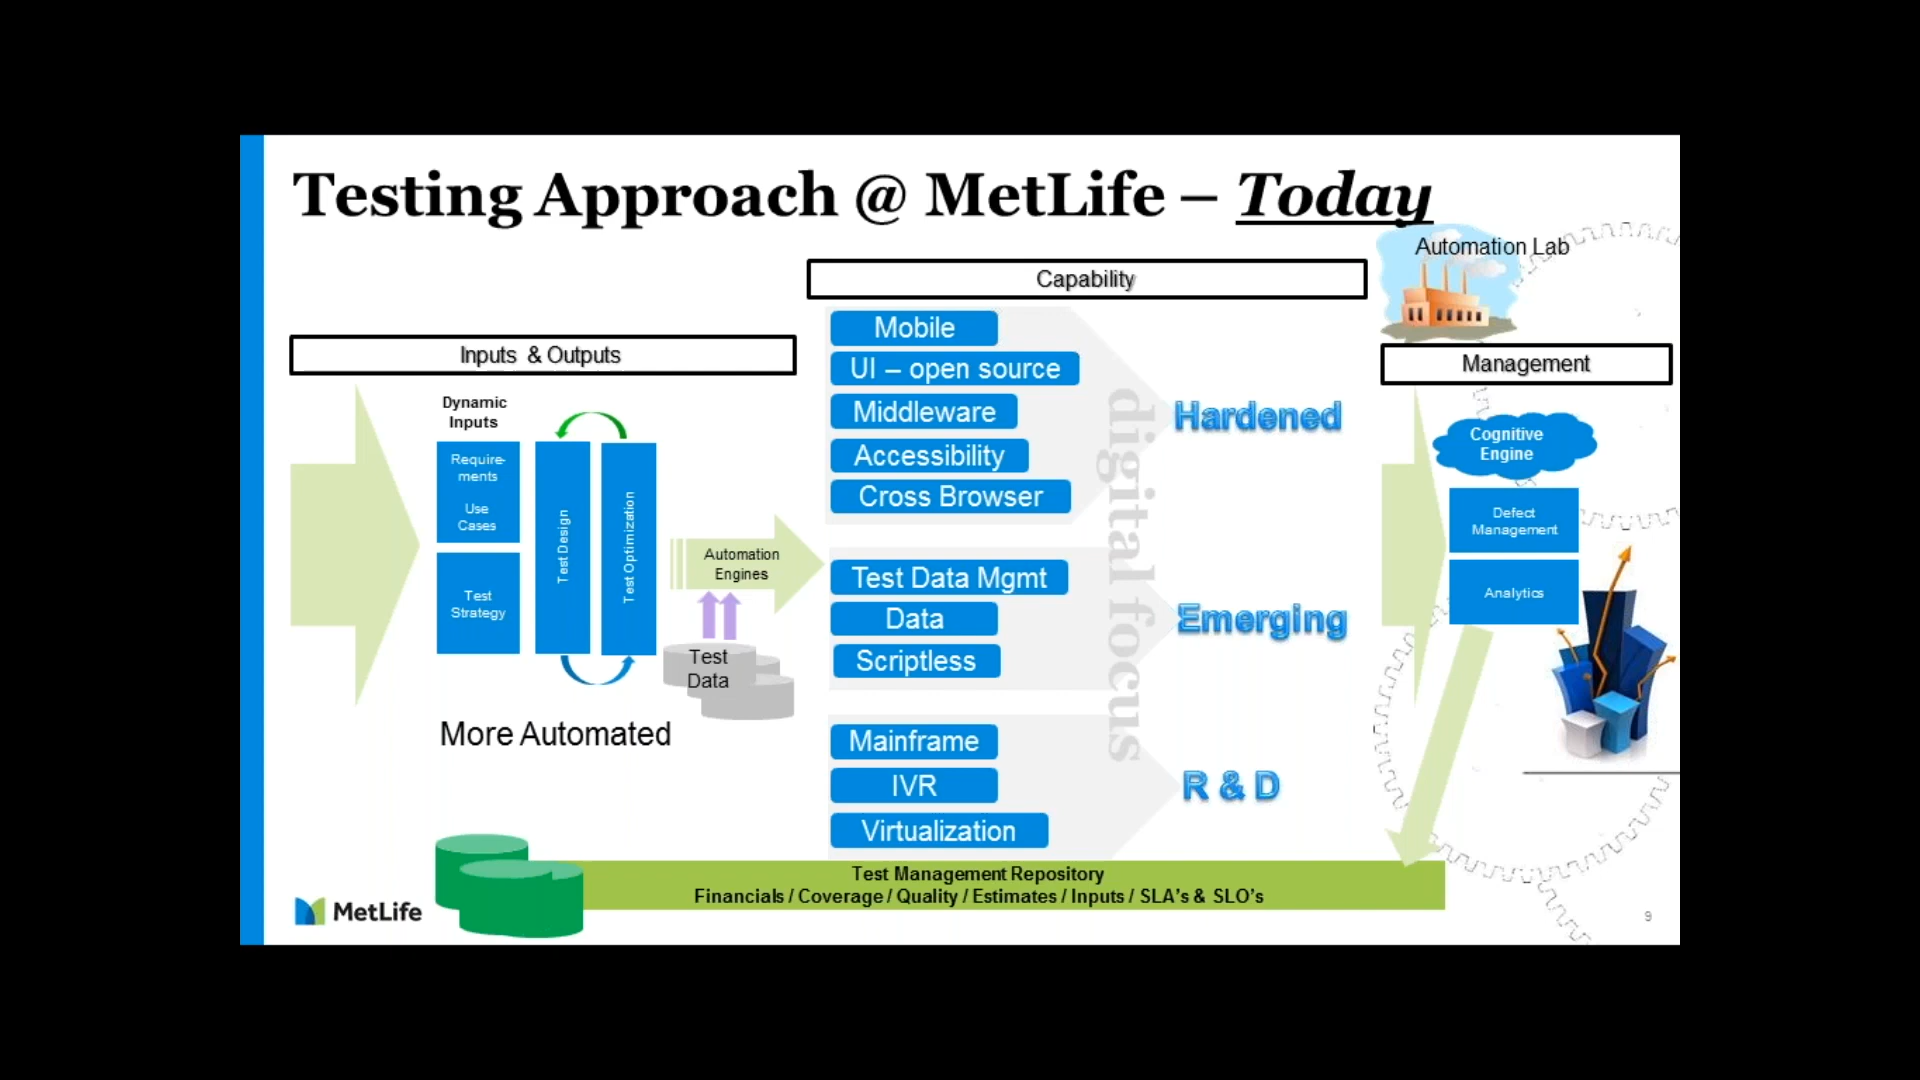 Testing Approach @ MetLife – Today
Automation Lab
Capability
Inputs & Outputs
Management
Dynamic
Inputs
Require-
ments
Use
Cases
Test
Strategy
Test Design
Test Optimization
Automation
Engines
Test
Data
More Automated
Mobile
UI – open source
Middleware
Accessibility
Cross Browser
Hardened
Test Data Mgmt
Data
Scriptless
Emerging
Mainframe
IVR
Virtualization
R & D
digital focus
Cognitive
Engine
Defect
Management
Analytics
Test Management Repository
Financials / Coverage / Quality / Estimates / Inputs / SLA's & SLO's
MetLife
9